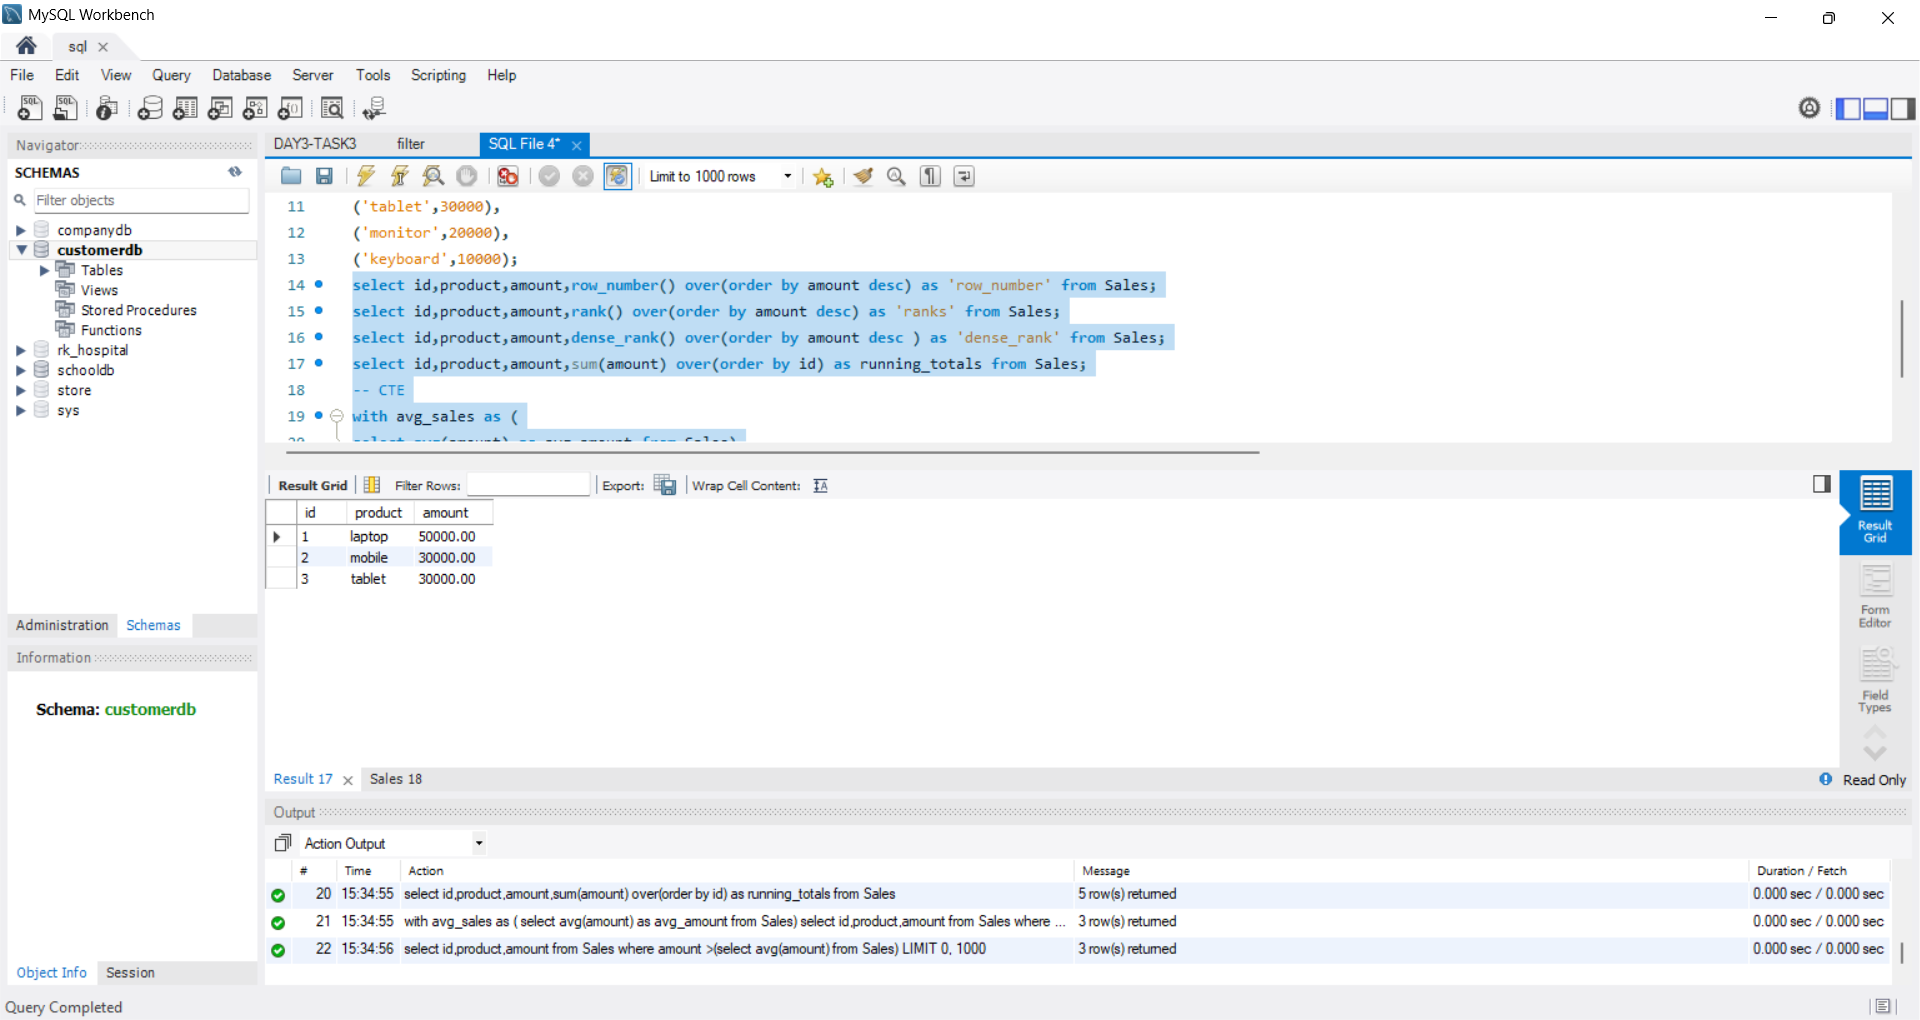 MySQL Workbench
sql
File Edit View Query Database Server Tools Scripting Help
Navigator
SCHEMAS
Filter objects
companydb
customerdb
Tables
Views
Stored Procedures
Functions
rk_hospital
schooldb
store
sys
Administration Schemas
Information
Schema: customerdb
Object Info Session
DAY3-TASK3 filter SQL File 4*
Limit to 1000 rows
11 ('tablet',30000),
12 ('monitor',20000),
13 ('keyboard',10000);
14 select id,product,amount,row_number() over(order by amount desc) as 'row_number' from Sales;
15 select id,product,amount,rank() over(order by amount desc) as 'ranks' from Sales;
16 select id,product,amount,dense_rank() over(order by amount desc ) as 'dense_rank' from Sales;
17 select id,product,amount,sum(amount) over(order by id) as running_totals from Sales;
18 -- CTE
19 with avg_sales as (
20 select avg(amount) as avg_amount from Sales)
Result Grid Filter Rows: Export: Wrap Cell Content:
id product amount
1 laptop 50000.00
2 mobile 30000.00
3 tablet 30000.00
Result Grid
Form Editor
Field Types
Result 17 Sales 18
Read Only
Output
Action Output
# Time Action Message Duration / Fetch
20 15:34:55 select id,product,amount,sum(amount) over(order by id) as running_totals from Sales 5 row(s) returned 0.000 sec / 0.000 sec
21 15:34:55 with avg_sales as ( select avg(amount) as avg_amount from Sales) select id,product,amount from Sales where ... 3 row(s) returned 0.000 sec / 0.000 sec
22 15:34:56 select id,product,amount from Sales where amount >(select avg(amount) from Sales) LIMIT 0, 1000 3 row(s) returned 0.000 sec / 0.000 sec
Query Completed